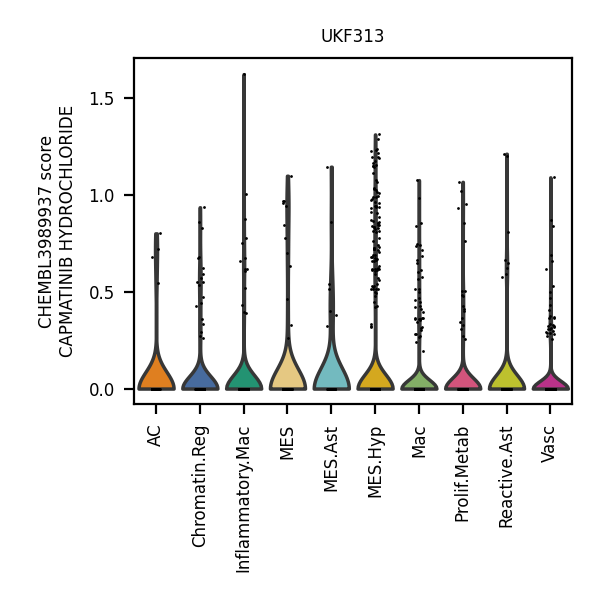 UKF313
CHEMBL3989937 score
CAPMATINIB HYDROCHLORIDE
1.5
1.0
0.5
0.0
AC
Chromatin.Reg
Inflammatory.Mac
MES
MES.Ast
MES.Hyp
Mac
Prolif.Metab
Reactive.Ast
Vasc